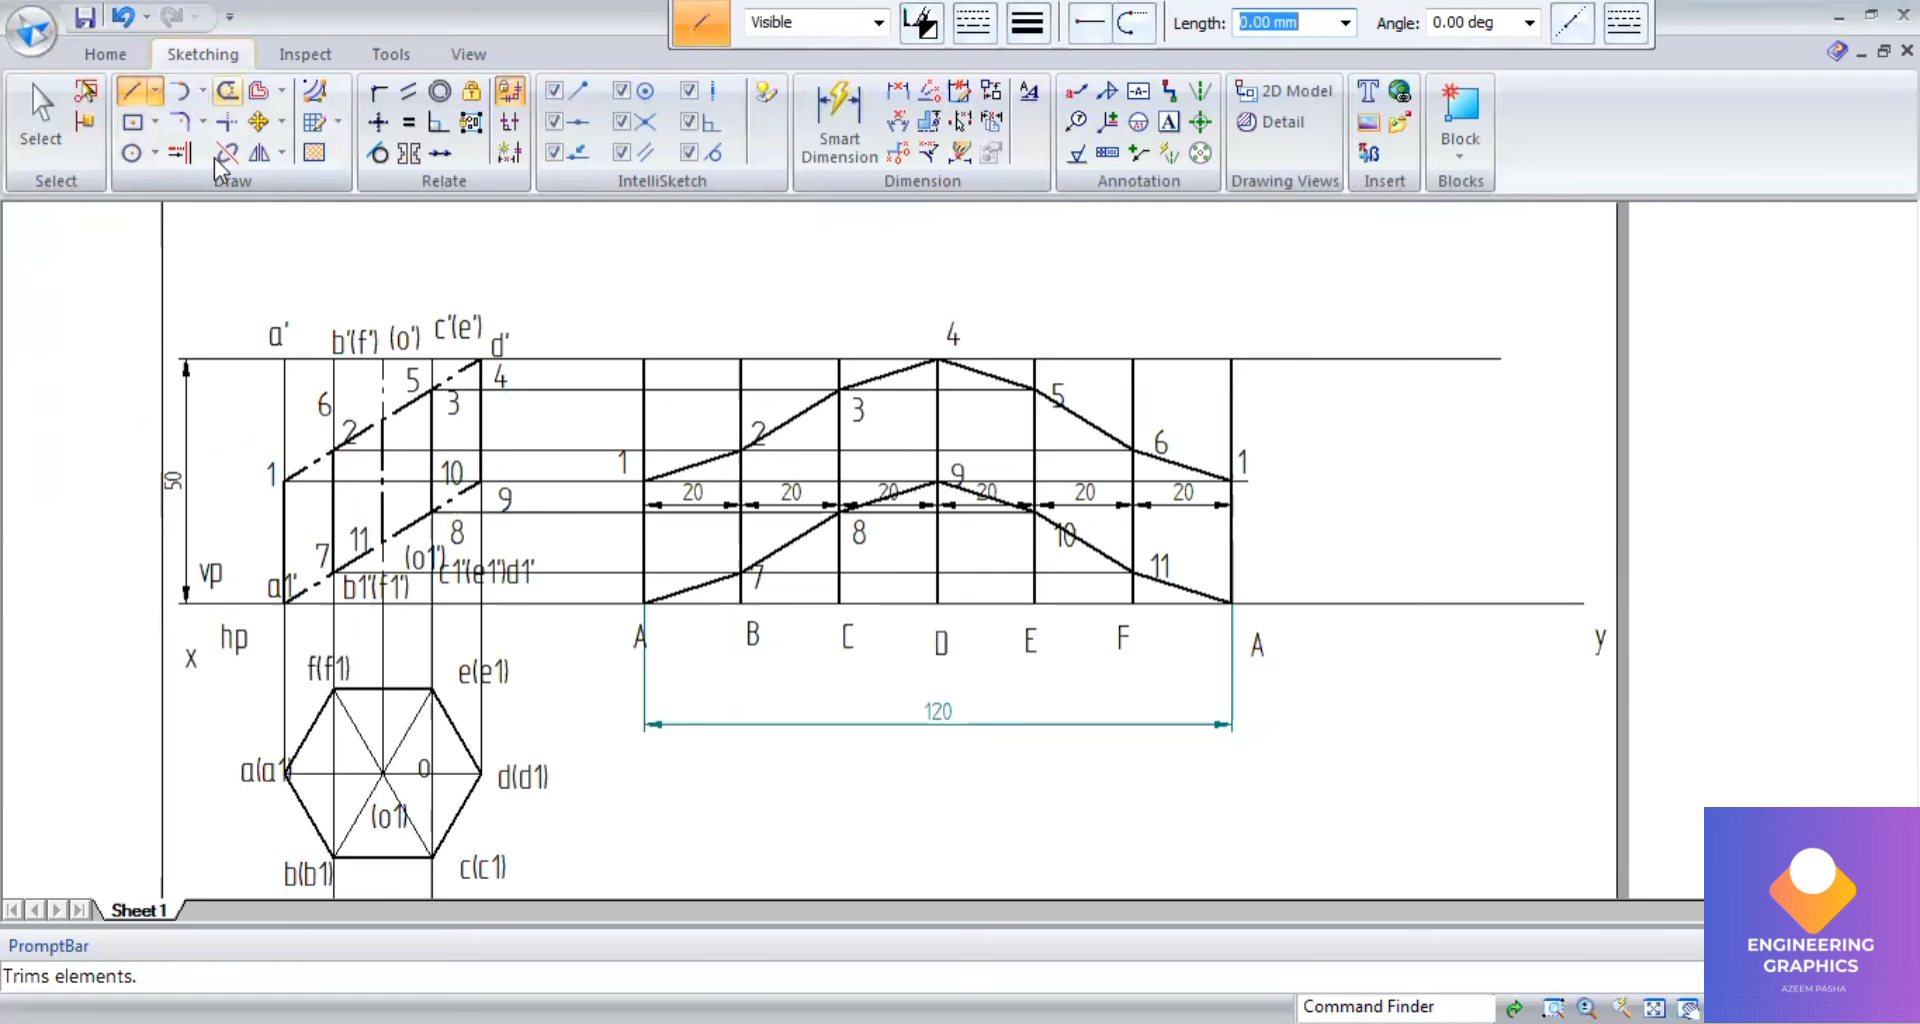 Visible
Length: 0.00 mm
Angle: 0.00 deg
Home
Sketching
Inspect
Tools
View
Select
Select
Draw
Relate
IntelliSketch
Smart
Dimension
Dimension
Annotation
2D Model
Detail
Drawing Views
Insert
Block
Blocks
a'
b'(f')
(o')
c'(e')
d'
4
5
4
6
3
3
5
2
2
6
1
10
1
9
1
50
9
20
20
20
20
20
20
11
8
8
10
7
(o1')
11
vp
a1'
b1'(f1')
c1'(e1')
d1'
7
hp
x
A
B
C
D
E
F
A
y
f(f1)
e(e1)
120
a(a1)
o
d(d1)
(o1)
b(b1)
c(c1)
Sheet1
PromptBar
Trims elements.
Command Finder
ENGINEERING
GRAPHICS
AZEEM PASHA